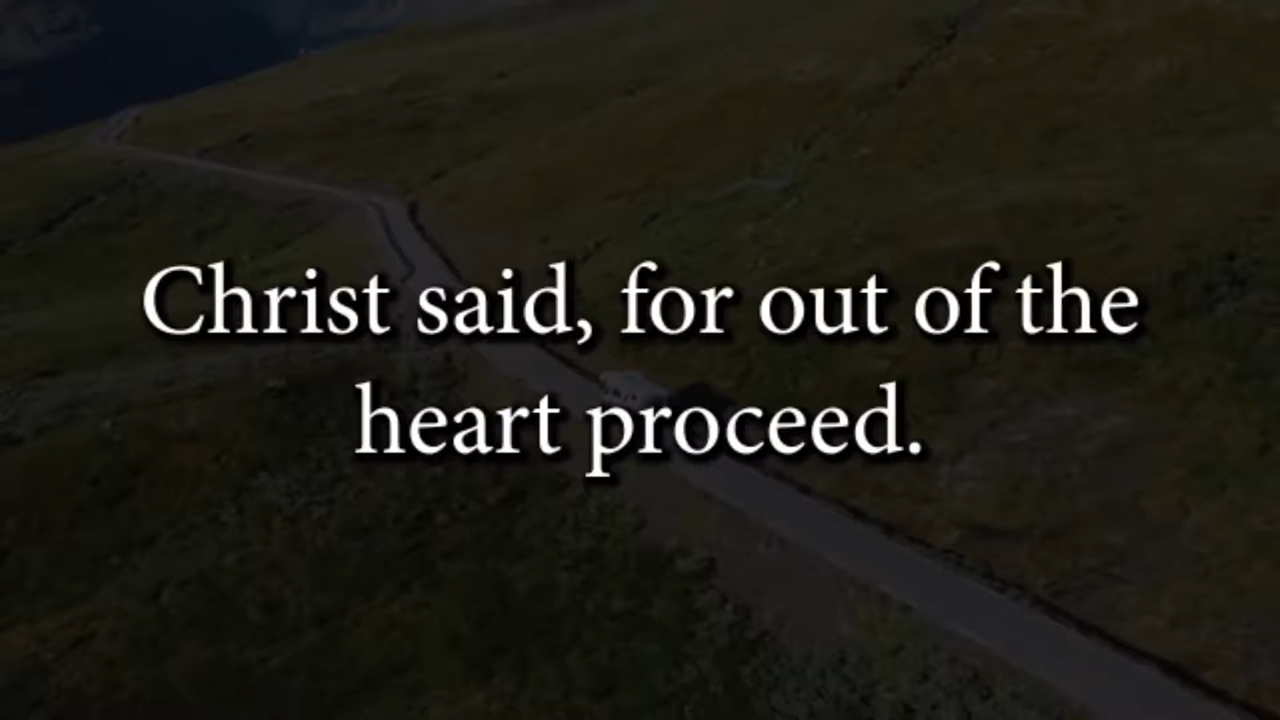 Christ said, for out of the
heart proceed.